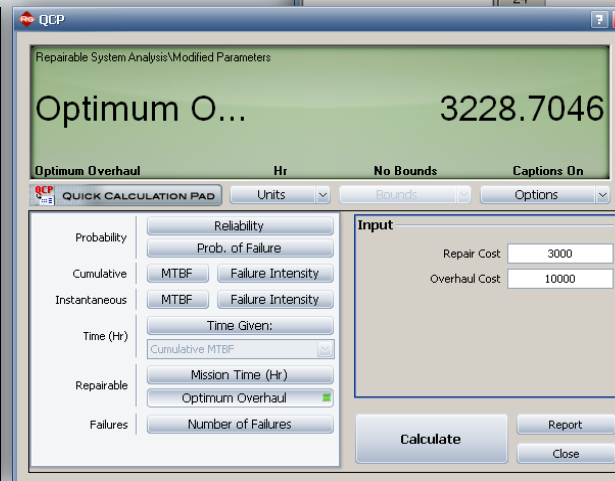 24
QCP
?
Repairable System Analysis\Modified Parameters
Optimum O... 3228.7046
Optimum Overhaul Hr No Bounds Captions On
QCP QUICK CALCULATION PAD Units Bounds Options
Probability Reliability
Prob. of Failure
Cumulative MTBF Failure Intensity
Instantaneous MTBF Failure Intensity
Time (Hr) Time Given:
Cumulative MTBF
Repairable Mission Time (Hr)
Optimum Overhaul
Failures Number of Failures
Input
Repair Cost 3000
Overhaul Cost 10000
Calculate
Report
Close